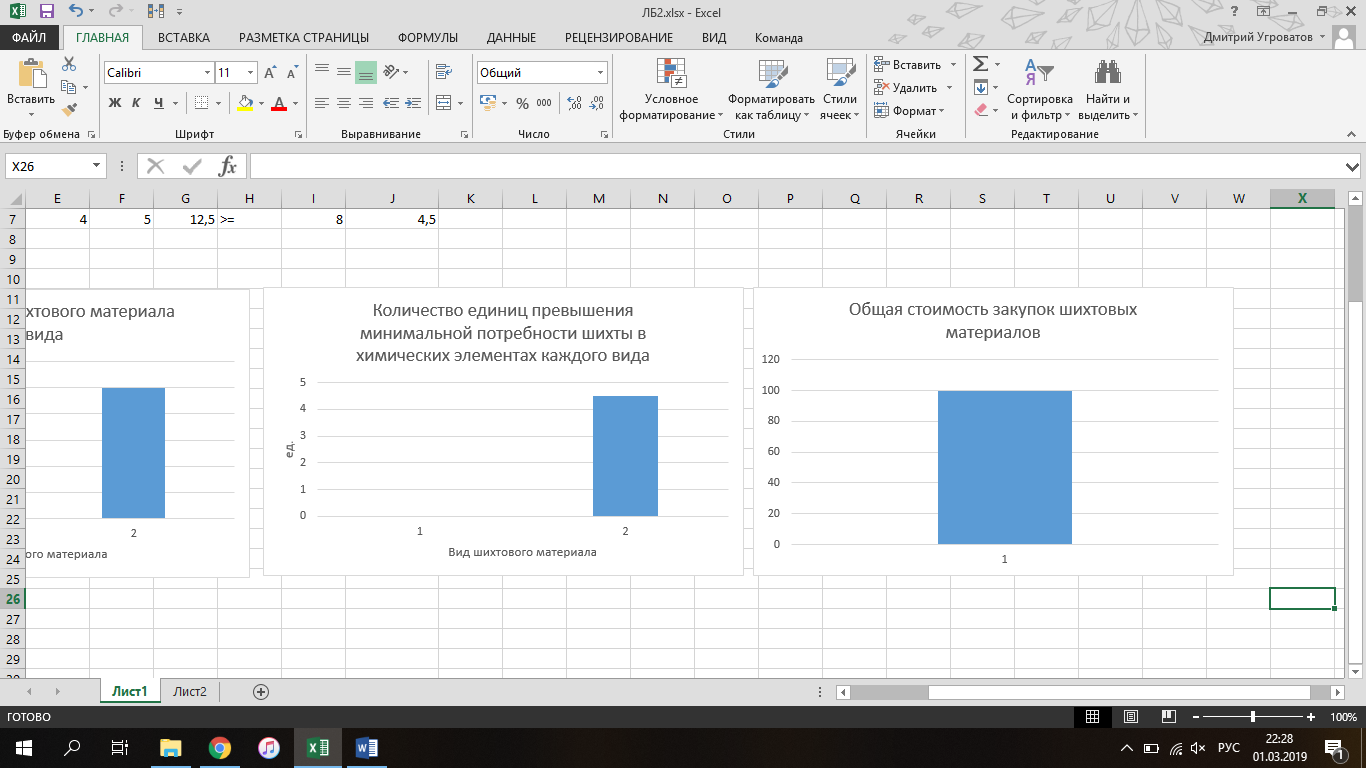 ЛБ2.xlsx - Excel
?
ФАЙЛ ГЛАВНАЯ ВСТАВКА РАЗМЕТКА СТРАНИЦЫ ФОРМУЛЫ ДАННЫЕ РЕЦЕНЗИРОВАНИЕ ВИД Команда Дмитрий Угроватов
Вставить
Calibri 11
Ж К Ч А
Общий
% 000
Условное форматирование
Форматировать как таблицу
Стили ячеек
Вставить
Удалить
Формат
Сортировка и фильтр
Найти и выделить
Буфер обмена Шрифт Выравнивание Число Стили Ячейки Редактирование
X26 fx
E F G H I J K L M N O P Q R S T U V W X
7 4 5 12,5 >= 8 4,5
8
9
10
11
12
13
14
15
16
17
18
19
20
21
22
23
24
25
26
27
28
29
хтового материала
вида
2
ого материала
Количество единиц превышения
минимальной потребности шихты в
химических элементах каждого вида
5
4
3
2
1
0
ед.
1 2
Вид шихтового материала
Общая стоимость закупок шихтовых
материалов
120
100
80
60
40
20
0
1
Лист1 Лист2
ГОТОВО
100%
РУС
22:28
01.03.2019
1